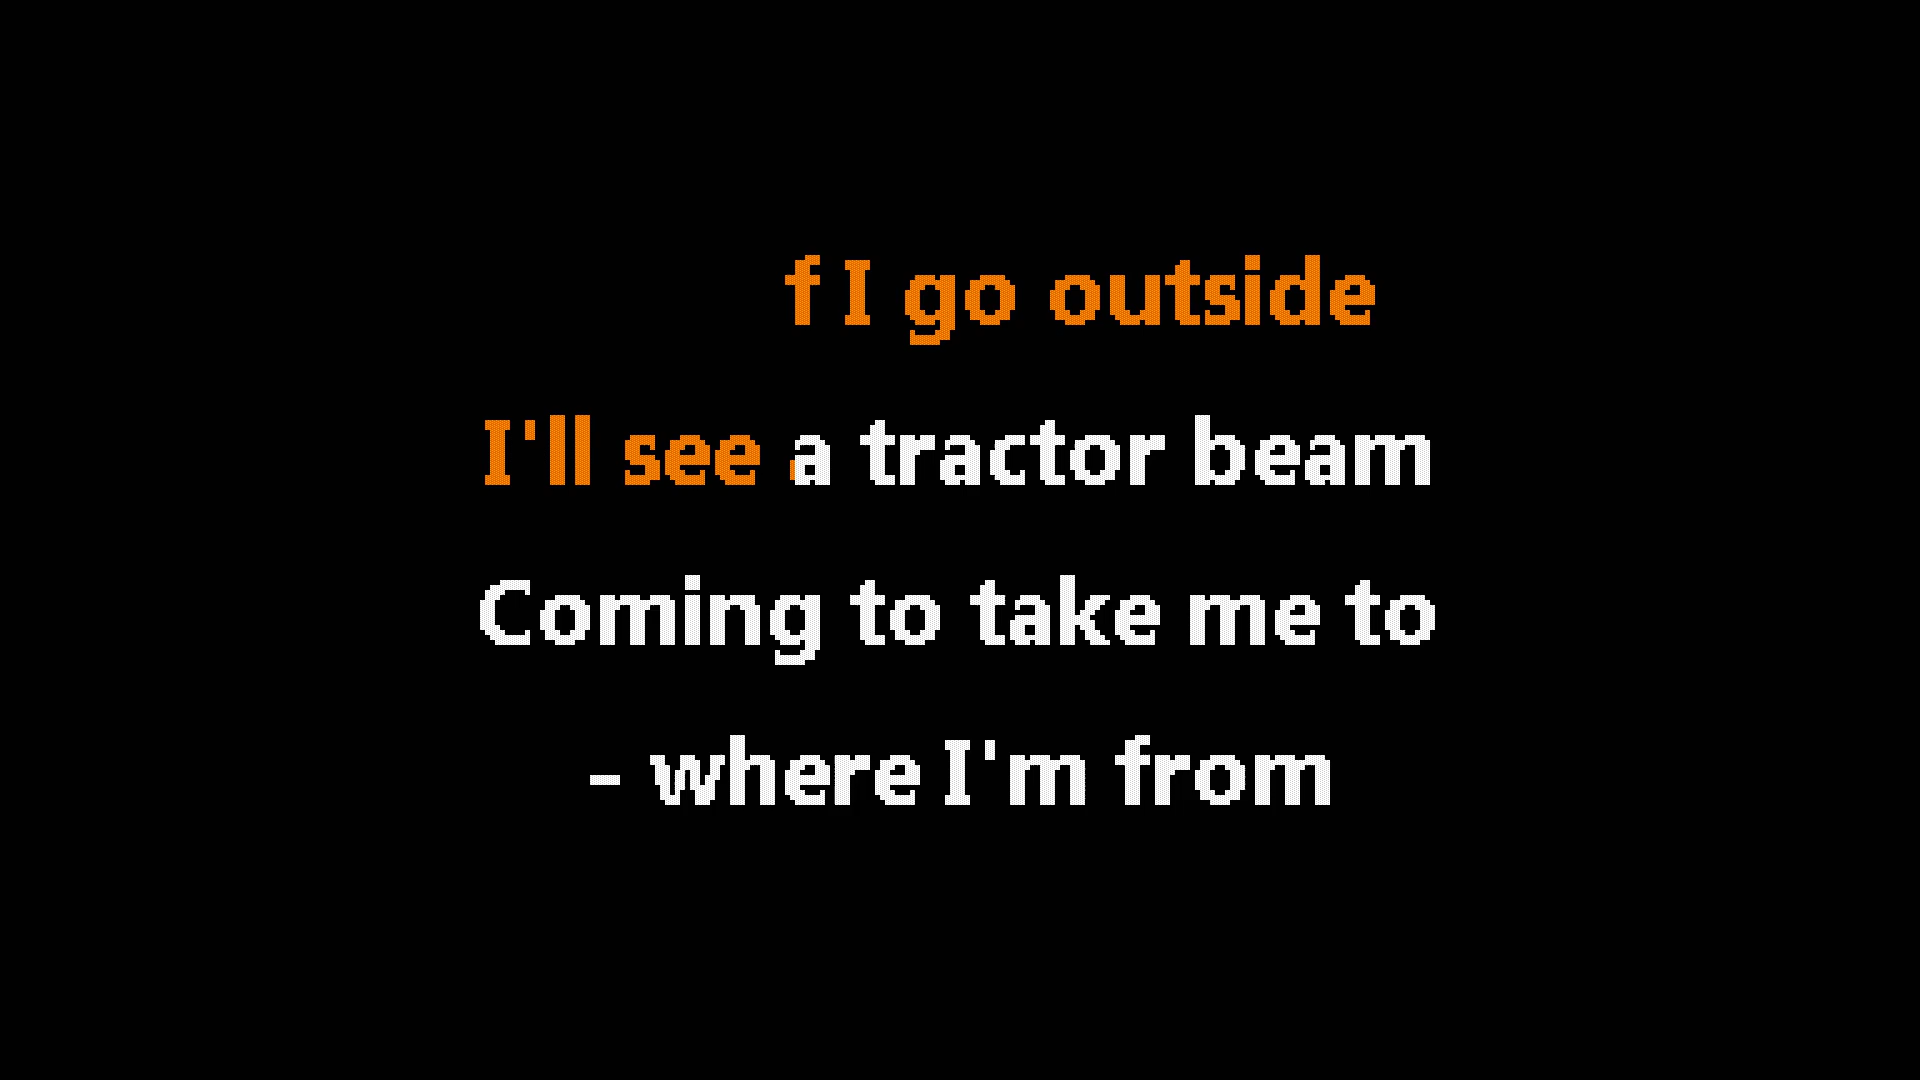 f I go outside
I'll see a tractor beam
Coming to take me to
- where I'm from